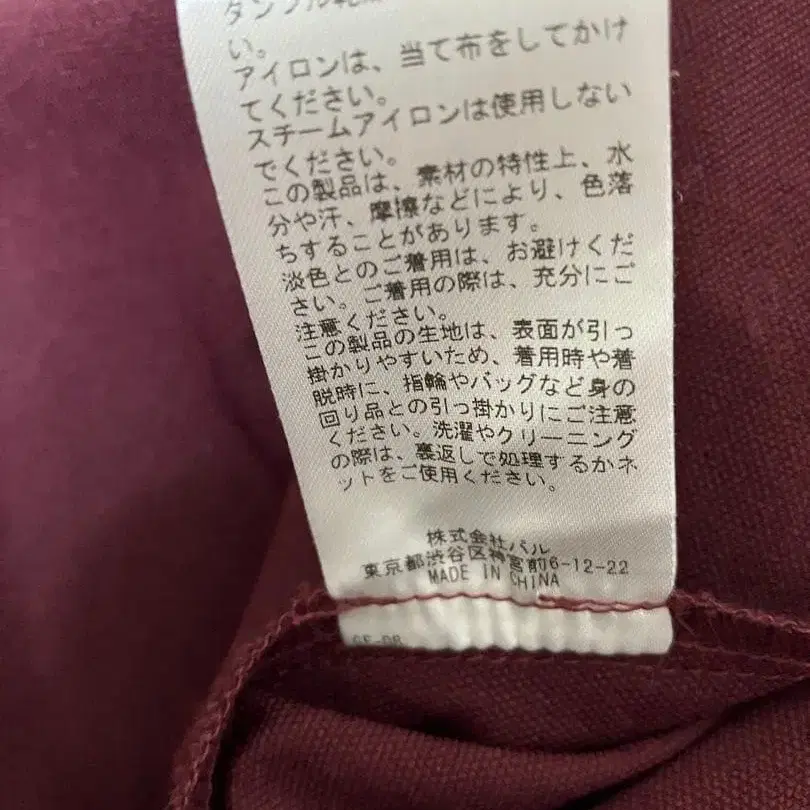 タンブル乾
い。
アイロンは、当て布をしてかけ
てください。
スチームアイロンは使用しない
でください。
この製品は、素材の特性上、水
分や汗、摩擦などにより、色落
ちすることがあります。
淡色とのご着用は、お避けくだ
さい。ご着用の際は、充分にご
注意ください。
この製品の生地は、表面が引っ
掛かりやすいため、着用時や着
脱時に、指輪やバッグなど身の
回り品との引っ掛かりにご注意
ください。洗濯やクリーニング
の際は、裏返しで処理するかネ
ットをご使用ください。
株式会社パル
東京都渋谷区神宮前6-12-22
MADE IN CHINA